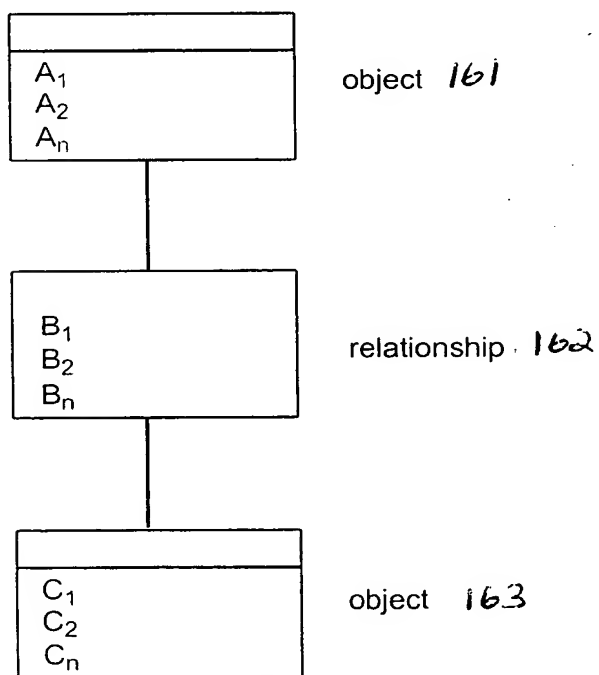 A₁
A₂
Aₙ
object 161
B₁
B₂
Bₙ
relationship 162
C₁
C₂
Cₙ
object 163